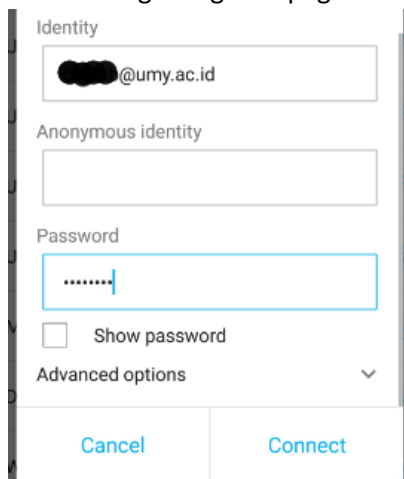 Identity
@umy.ac.id
Anonymous identity
Password
........
Show password
Advanced options
Cancel Connect